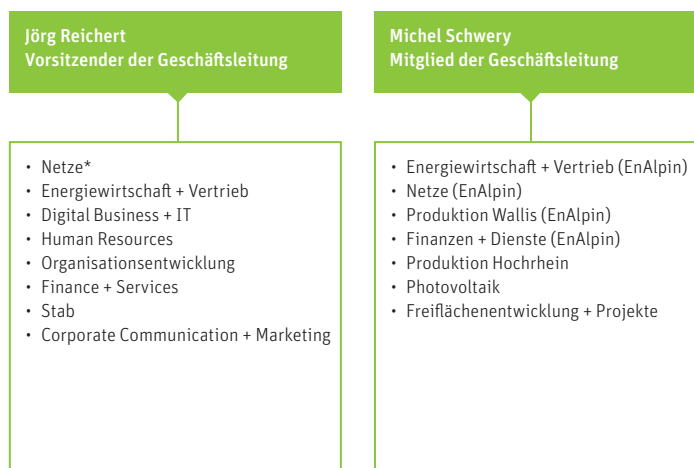 Jörg Reichert
Vorsitzender der Geschäftsleitung
• Netze*
• Energiewirtschaft + Vertrieb
• Digital Business + IT
• Human Resources
• Organisationsentwicklung
• Finance + Services
• Stab
• Corporate Communication + Marketing
Michel Schwery
Mitglied der Geschäftsleitung
• Energiewirtschaft + Vertrieb (EnAlpin)
• Netze (EnAlpin)
• Produktion Wallis (EnAlpin)
• Finanzen + Dienste (EnAlpin)
• Produktion Hochrhein
• Photovoltaik
• Freiflächenentwicklung + Projekte